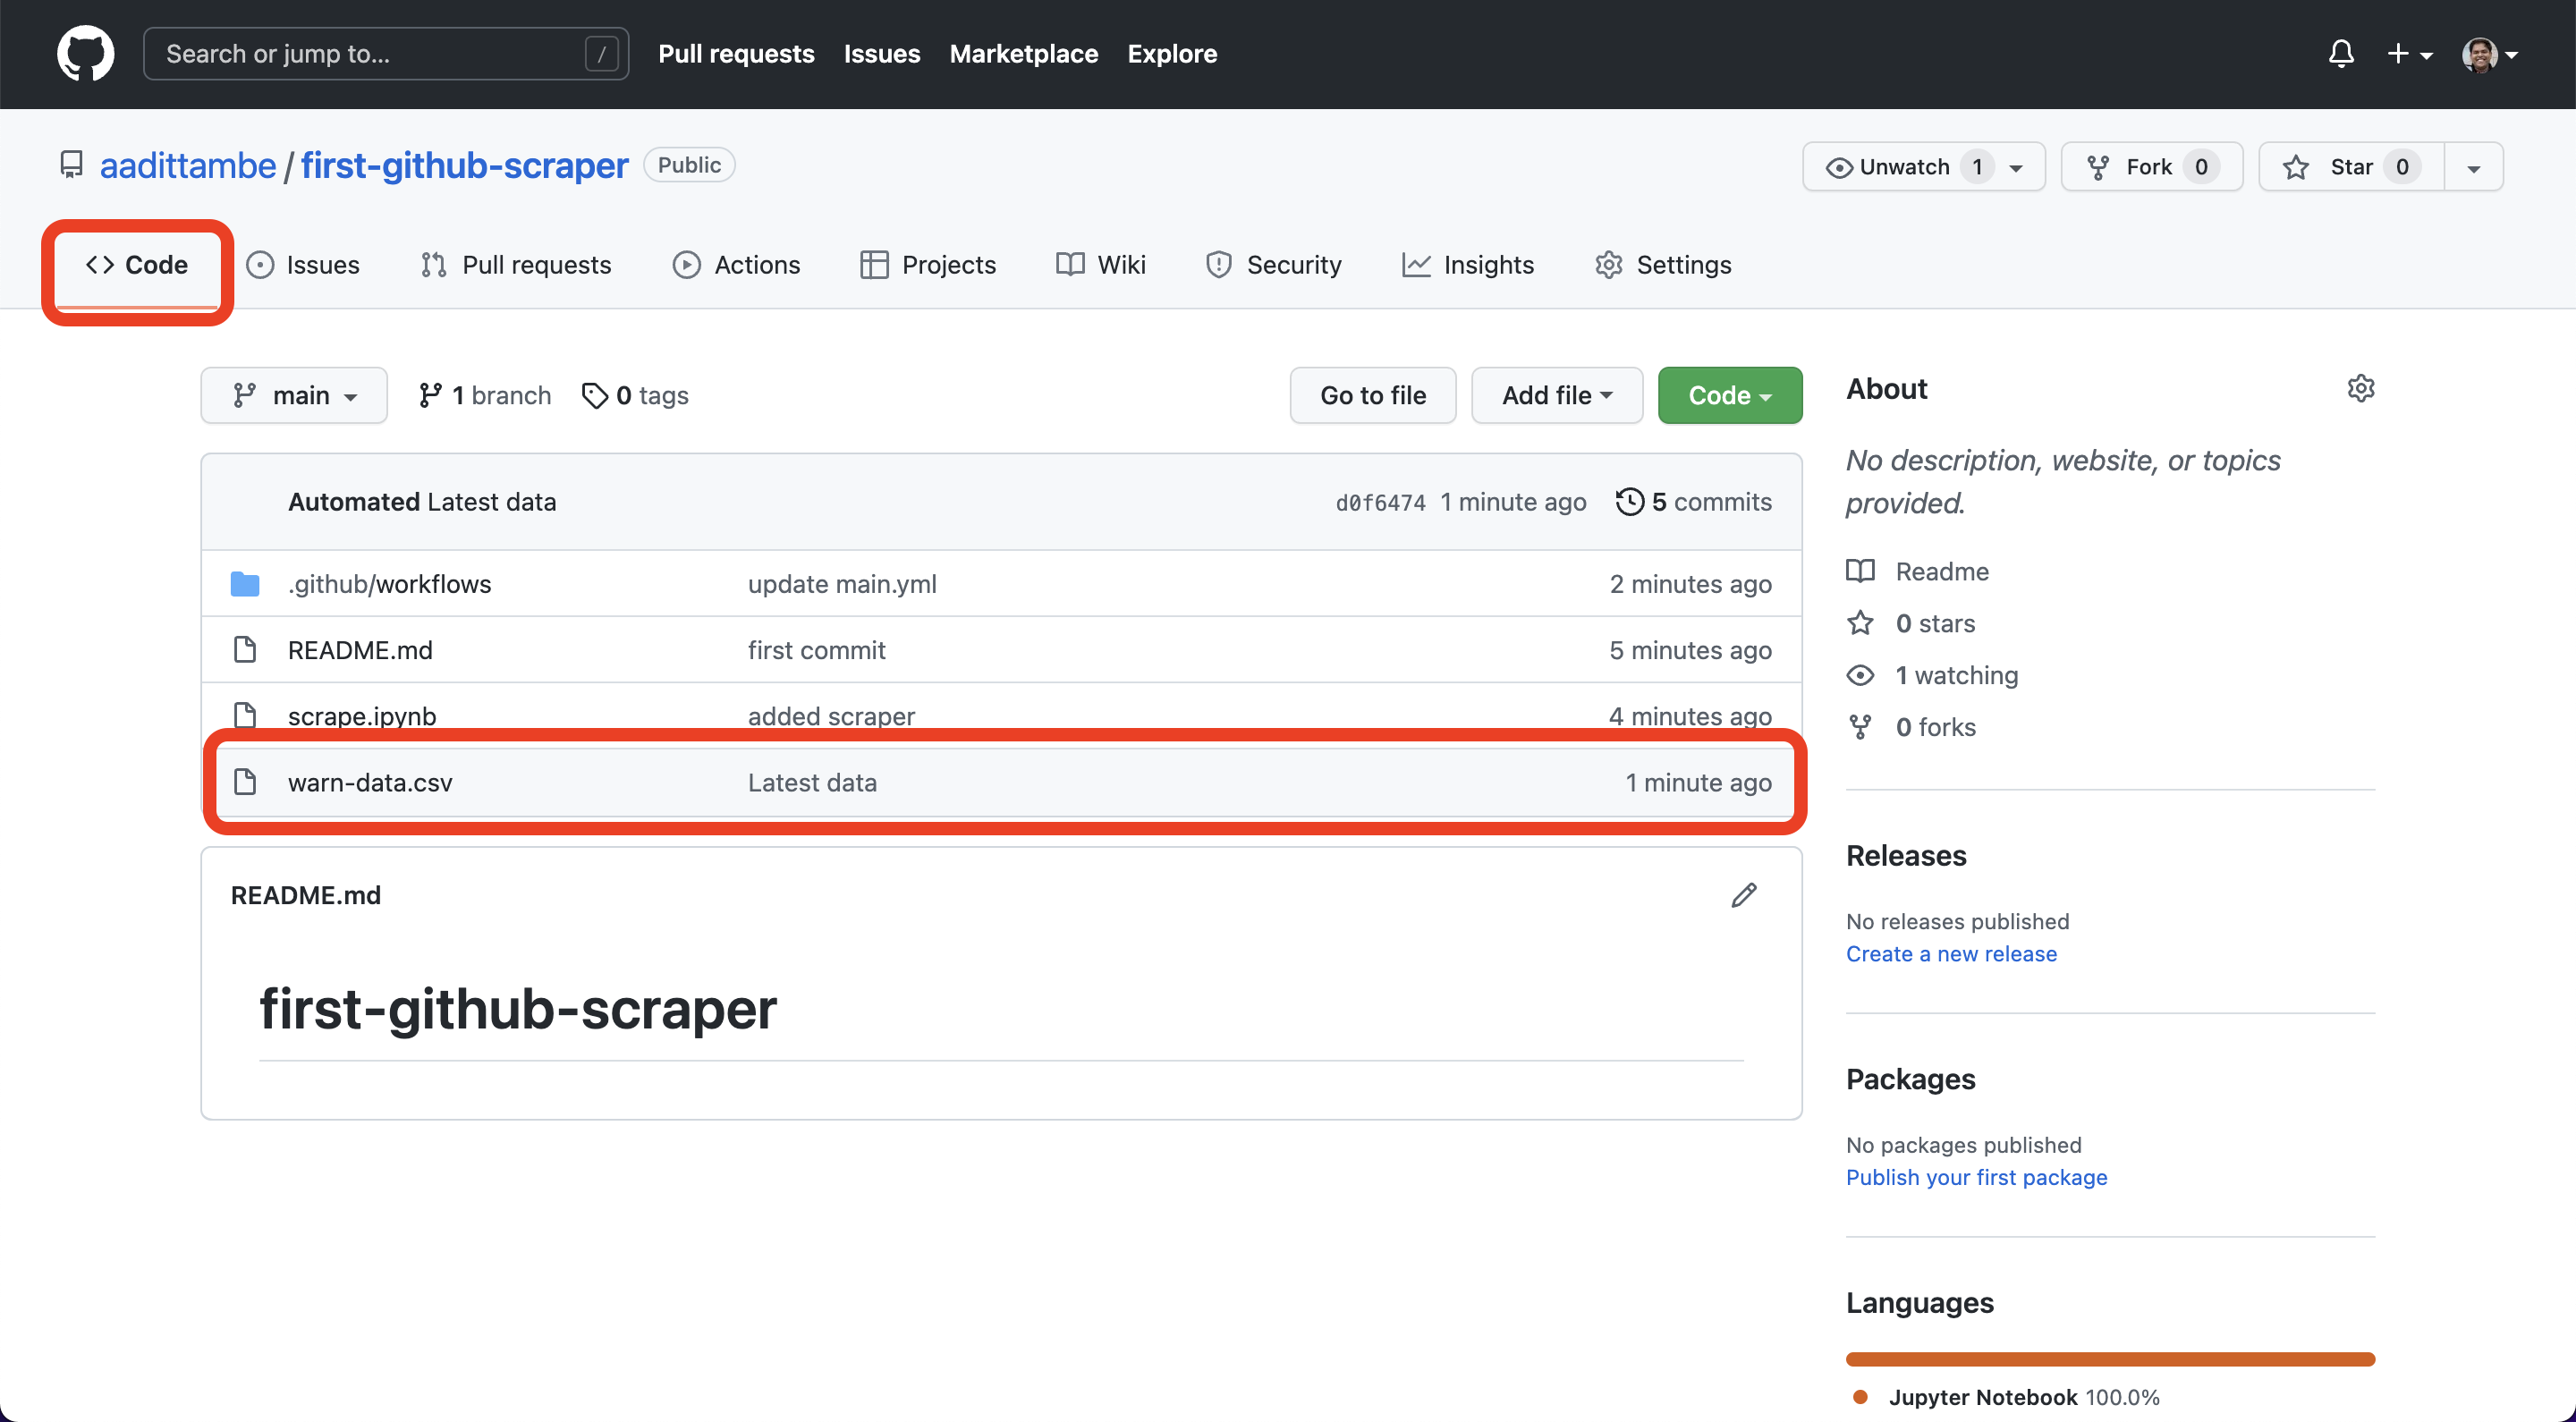 Search or jump to... / Pull requests Issues Marketplace Explore
aadittambe / first-github-scraper Public Unwatch 1 Fork 0 Star 0
Code Issues Pull requests Actions Projects Wiki Security Insights Settings
main 1 branch 0 tags Go to file Add file Code
Automated Latest data d0f6474 1 minute ago 5 commits
.github/workflows update main.yml 2 minutes ago
README.md first commit 5 minutes ago
scrape.ipynb added scraper 4 minutes ago
warn-data.csv Latest data 1 minute ago
README.md
first-github-scraper
About
No description, website, or topics
provided.
Readme
0 stars
1 watching
0 forks
Releases
No releases published
Create a new release
Packages
No packages published
Publish your first package
Languages
Jupyter Notebook 100.0%